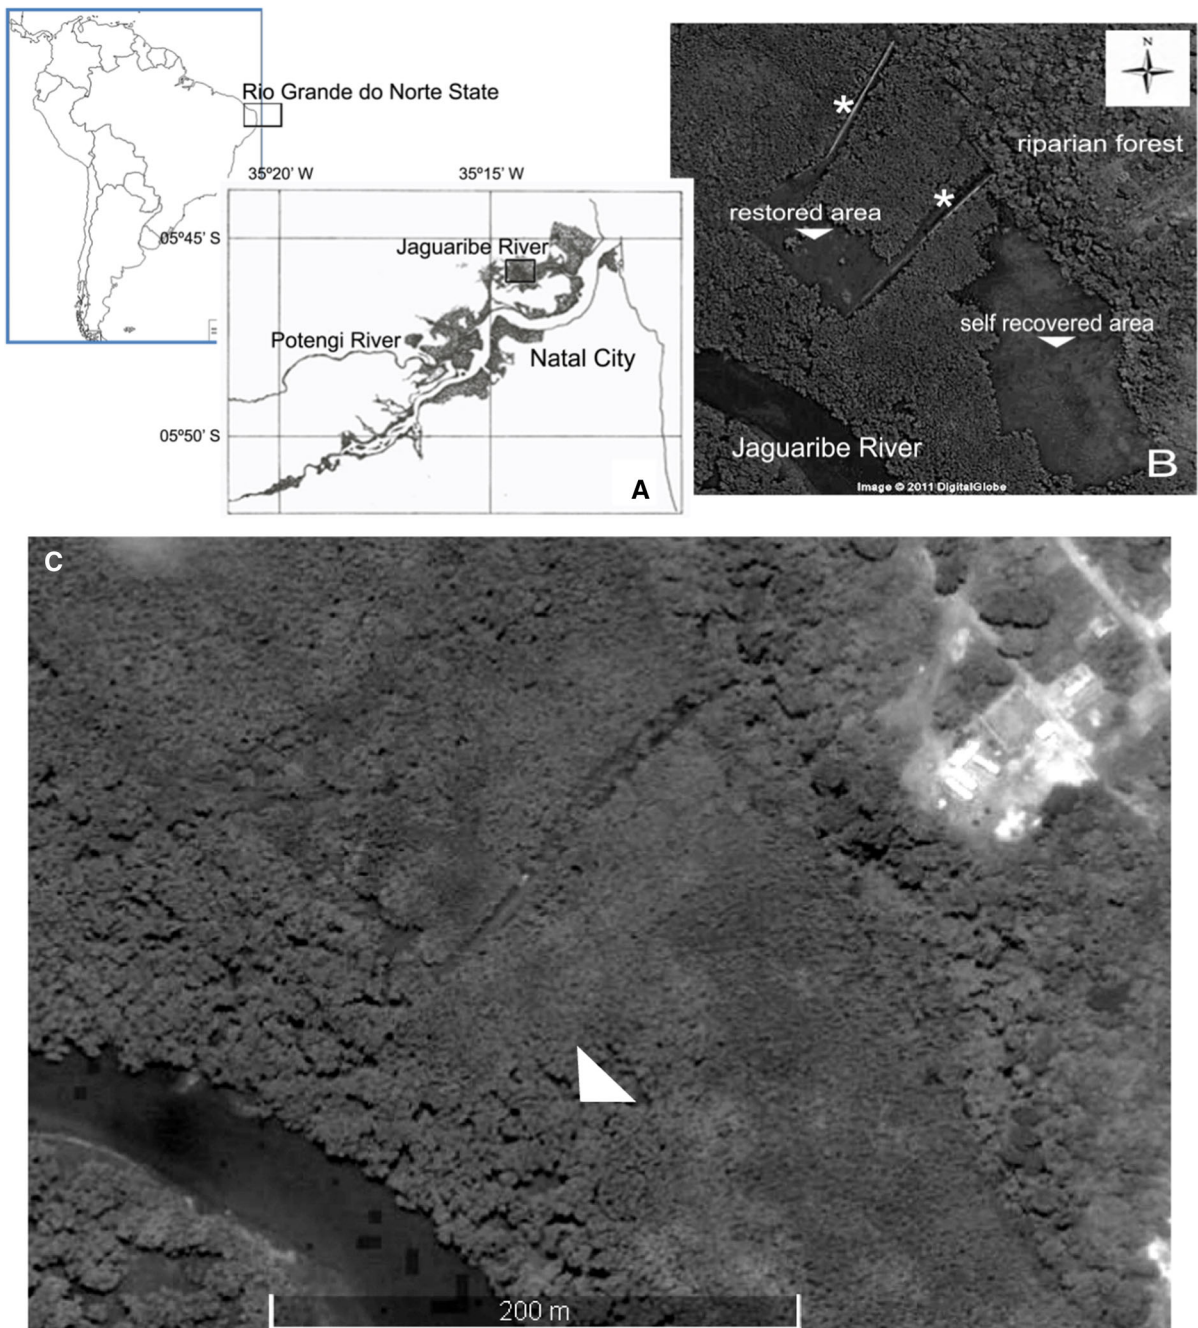 Rio Grande do Norte State
35º20' W
35º15' W
05º45' S
Jaguaribe River
Potengi River
Natal City
05º50' S
A
N
*
riparian forest
*
restored area
self recovered area
Jaguaribe River
B
Image © 2011 DigitalGlobe
C
200 m